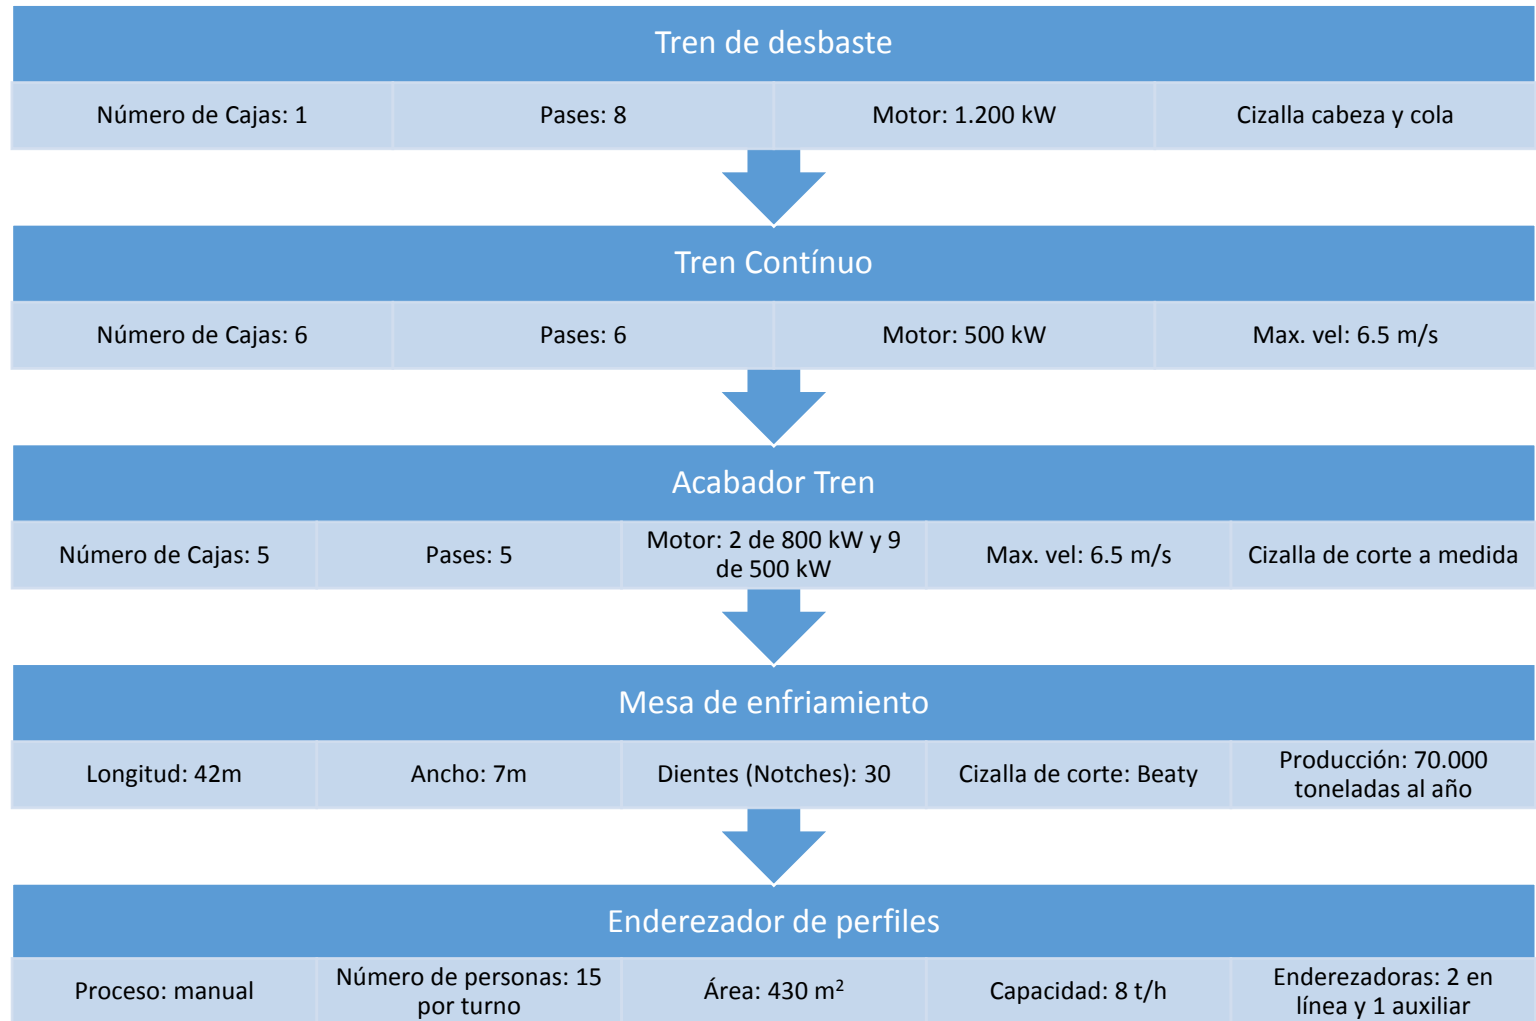 Tren de desbaste
Número de Cajas: 1
Pases: 8
Motor: 1.200 kW
Cizalla cabeza y cola
Tren Contínuo
Número de Cajas: 6
Pases: 6
Motor: 500 kW
Max. vel: 6.5 m/s
Acabador Tren
Número de Cajas: 5
Pases: 5
Motor: 2 de 800 kW y 9
de 500 kW
Max. vel: 6.5 m/s
Cizalla de corte a medida
Mesa de enfriamiento
Longitud: 42m
Ancho: 7m
Dientes (Notches): 30
Cizalla de corte: Beaty
Producción: 70.000
toneladas al año
Enderezador de perfiles
Proceso: manual
Número de personas: 15
por turno
Área: 430 m²
Capacidad: 8 t/h
Enderezadoras: 2 en
línea y 1 auxiliar